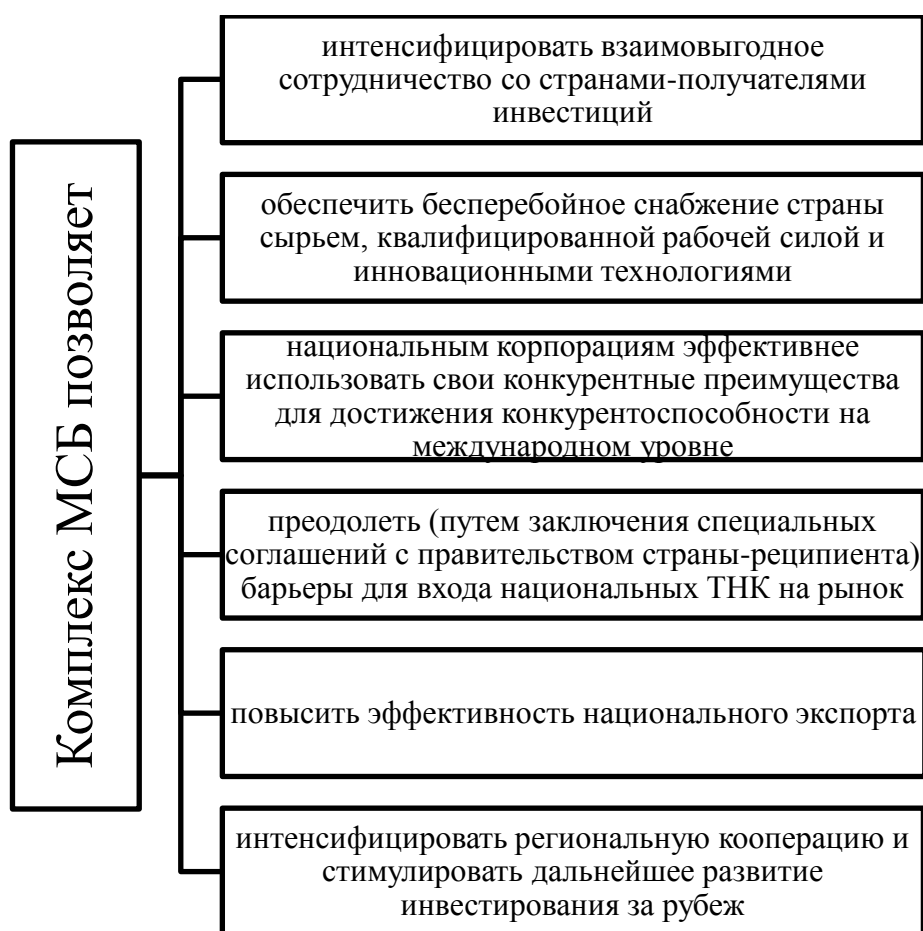 Комплекс МСБ позволяет
интенсифицировать взаимовыгодное
сотрудничество со странами-получателями
инвестиций
обеспечить бесперебойное снабжение страны
сырьем, квалифицированной рабочей силой и
инновационными технологиями
национальным корпорациям эффективнее
использовать свои конкурентные преимущества
для достижения конкурентоспособности на
международном уровне
преодолеть (путем заключения специальных
соглашений с правительством страны-реципиента)
барьеры для входа национальных ТНК на рынок
повысить эффективность национального экспорта
интенсифицировать региональную кооперацию и
стимулировать дальнейшее развитие
инвестирования за рубеж